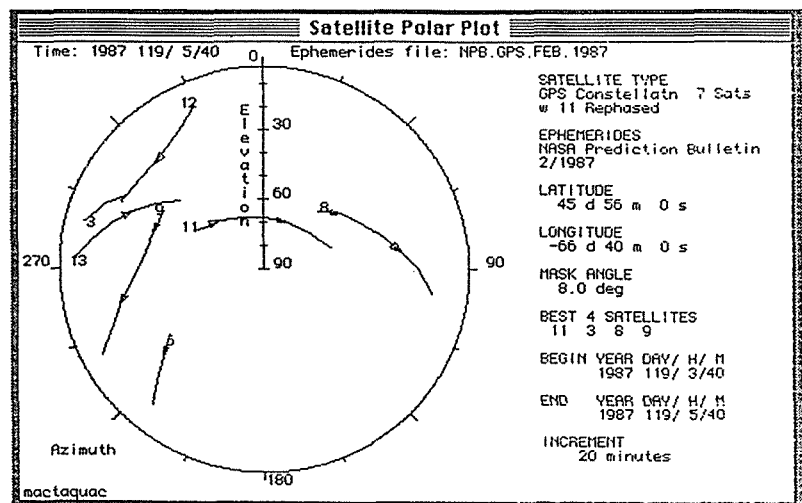 Satellite Polar Plot
Time: 1987 119/ 5/40
Ephemerides file: NPB.GPS.FEB.1987
0
12
Elevation
30
60
90
3
9
13
11
8
6
270
90
180
Azimuth
mactaquac
SATELLITE TYPE
GPS Constellatn 7 Sats
w 11 Rephased
EPHEMERIDES
NASA Prediction Bulletin
2/1987
LATITUDE
45 d 56 m 0 s
LONGITUDE
-66 d 40 m 0 s
MASK ANGLE
8.0 deg
BEST 4 SATELLITES
11 3 8 9
BEGIN YEAR DAY/ H/ M
1987 119/ 3/40
END YEAR DAY/ H/ M
1987 119/ 5/40
INCREMENT
20 minutes